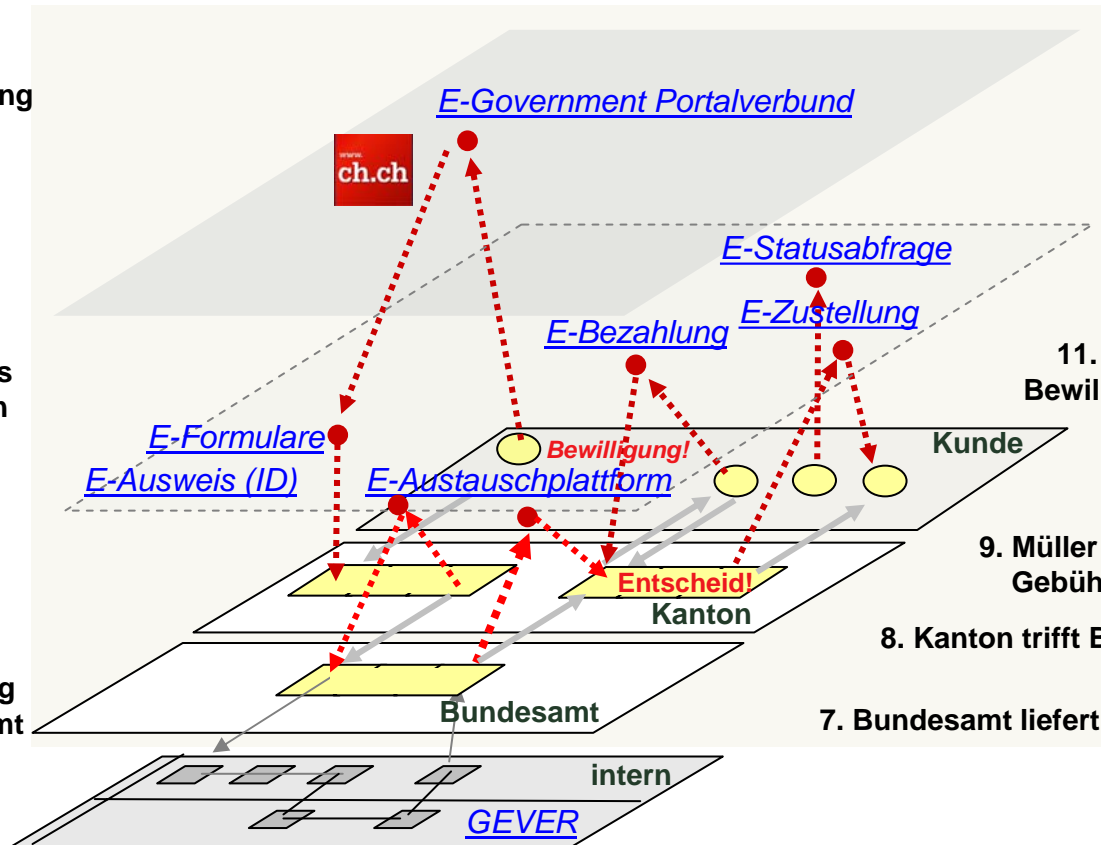 ng
E-Government Portalverbund
www.
ch.ch
E-Statusabfrage
E-Zustellung
E-Bezahlung
11.
s
Bewil
n
E-Formulare
Bewilligung!
Kunde
E-Ausweis (ID)
E-Austauschplattform
9. Müller
Gebüh
Entscheid!
Kanton
8. Kanton trifft B
g
Bundesamt
mt
7. Bundesamt liefert
intern
GEVER